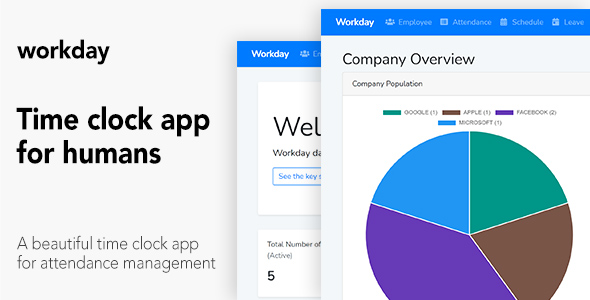 workday
Time clock app
for humans
A beautiful time clock app
for attendance management
Workday
Wel
Workday da
See the key s
Total Number of
(Active)
5
Workday Employee Attendance Schedule Leave
Company Overview
Company Population
GOOGLE (1) APPLE (1) FACEBOOK (2)
MICROSOFT (1)